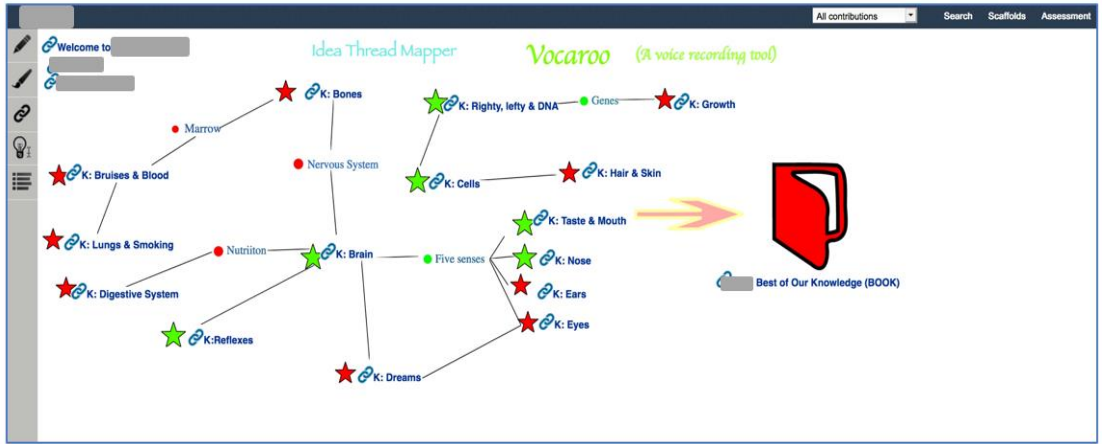 All contributions
Search Scaffolds Assessment
Welcome to
Idea Thread Mapper
Vocaroo (A voice recording tool)
K: Bones
K: Righty, lefty & DNA
Genes
K: Growth
Marrow
Nervous System
K: Bruises & Blood
K: Cells
K: Hair & Skin
K: Taste & Mouth
K: Lungs & Smoking
Nutriiton
K: Brain
Five senses
K: Nose
K: Digestive System
K: Ears
Best of Our Knowledge (BOOK)
K:Reflexes
K: Eyes
K: Dreams